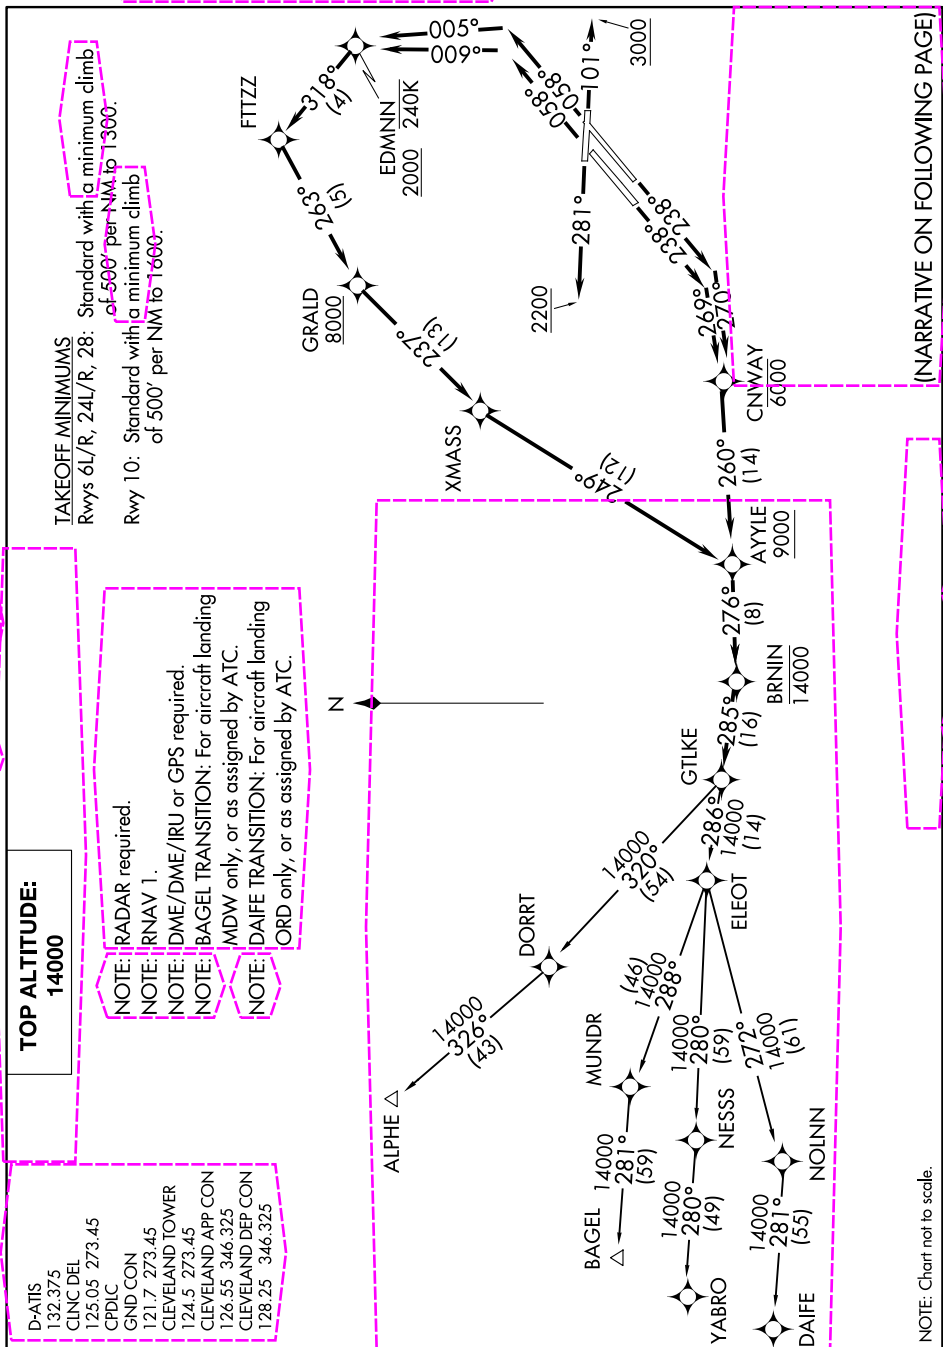 TOP ALTITUDE:
14000
D-ATIS
132.375
CLNC DEL
125.05 273.45
CPDLC
GND CON
121.7 273.45
CLEVELAND TOWER
124.5 273.45
CLEVELAND APP CON
126.55 346.325
CLEVELAND DEP CON
128.25 346.325
NOTE: RADAR required.
NOTE: RNAV 1.
NOTE: DME/DME/IRU or GPS required.
NOTE: BAGEL TRANSITION: For aircraft landing
MDW only, or as assigned by ATC.
NOTE: DAIFE TRANSITION: For aircraft landing
ORD only, or as assigned by ATC.
TAKEOFF MINIMUMS
Rwys 6L/R, 24L/R, 28: Standard with a minimum climb
of 500' per NM to 1300.
Rwy 10: Standard with a minimum climb
of 500' per NM to 1600.
N
FTTZZ
318°
(4)
EDMNN
2000 240K
005°
009°
263°
(5)
GRALD
8000
237°
(13)
XMASS
249°
(12)
058°
058°
101°
3000
281°
2200
238°
238°
269°
270°
CNWAY
6000
260°
(14)
AYYLE
9000
276°
(8)
BRNIN
14000
285°
(16)
GTLKE
14000
320°
(54)
DORRT
14000
326°
(43)
ALPHE
286°
14000
(14)
ELEOT
(46)
14000
288°
MUNDR
14000
281°
(59)
BAGEL
14000
280°
(59)
NESSS
14000
280°
(49)
YABRO
272°
14000
(61)
NOLNN
14000
281°
(55)
DAIFE
NOTE: Chart not to scale.
(NARRATIVE ON FOLLOWING PAGE)